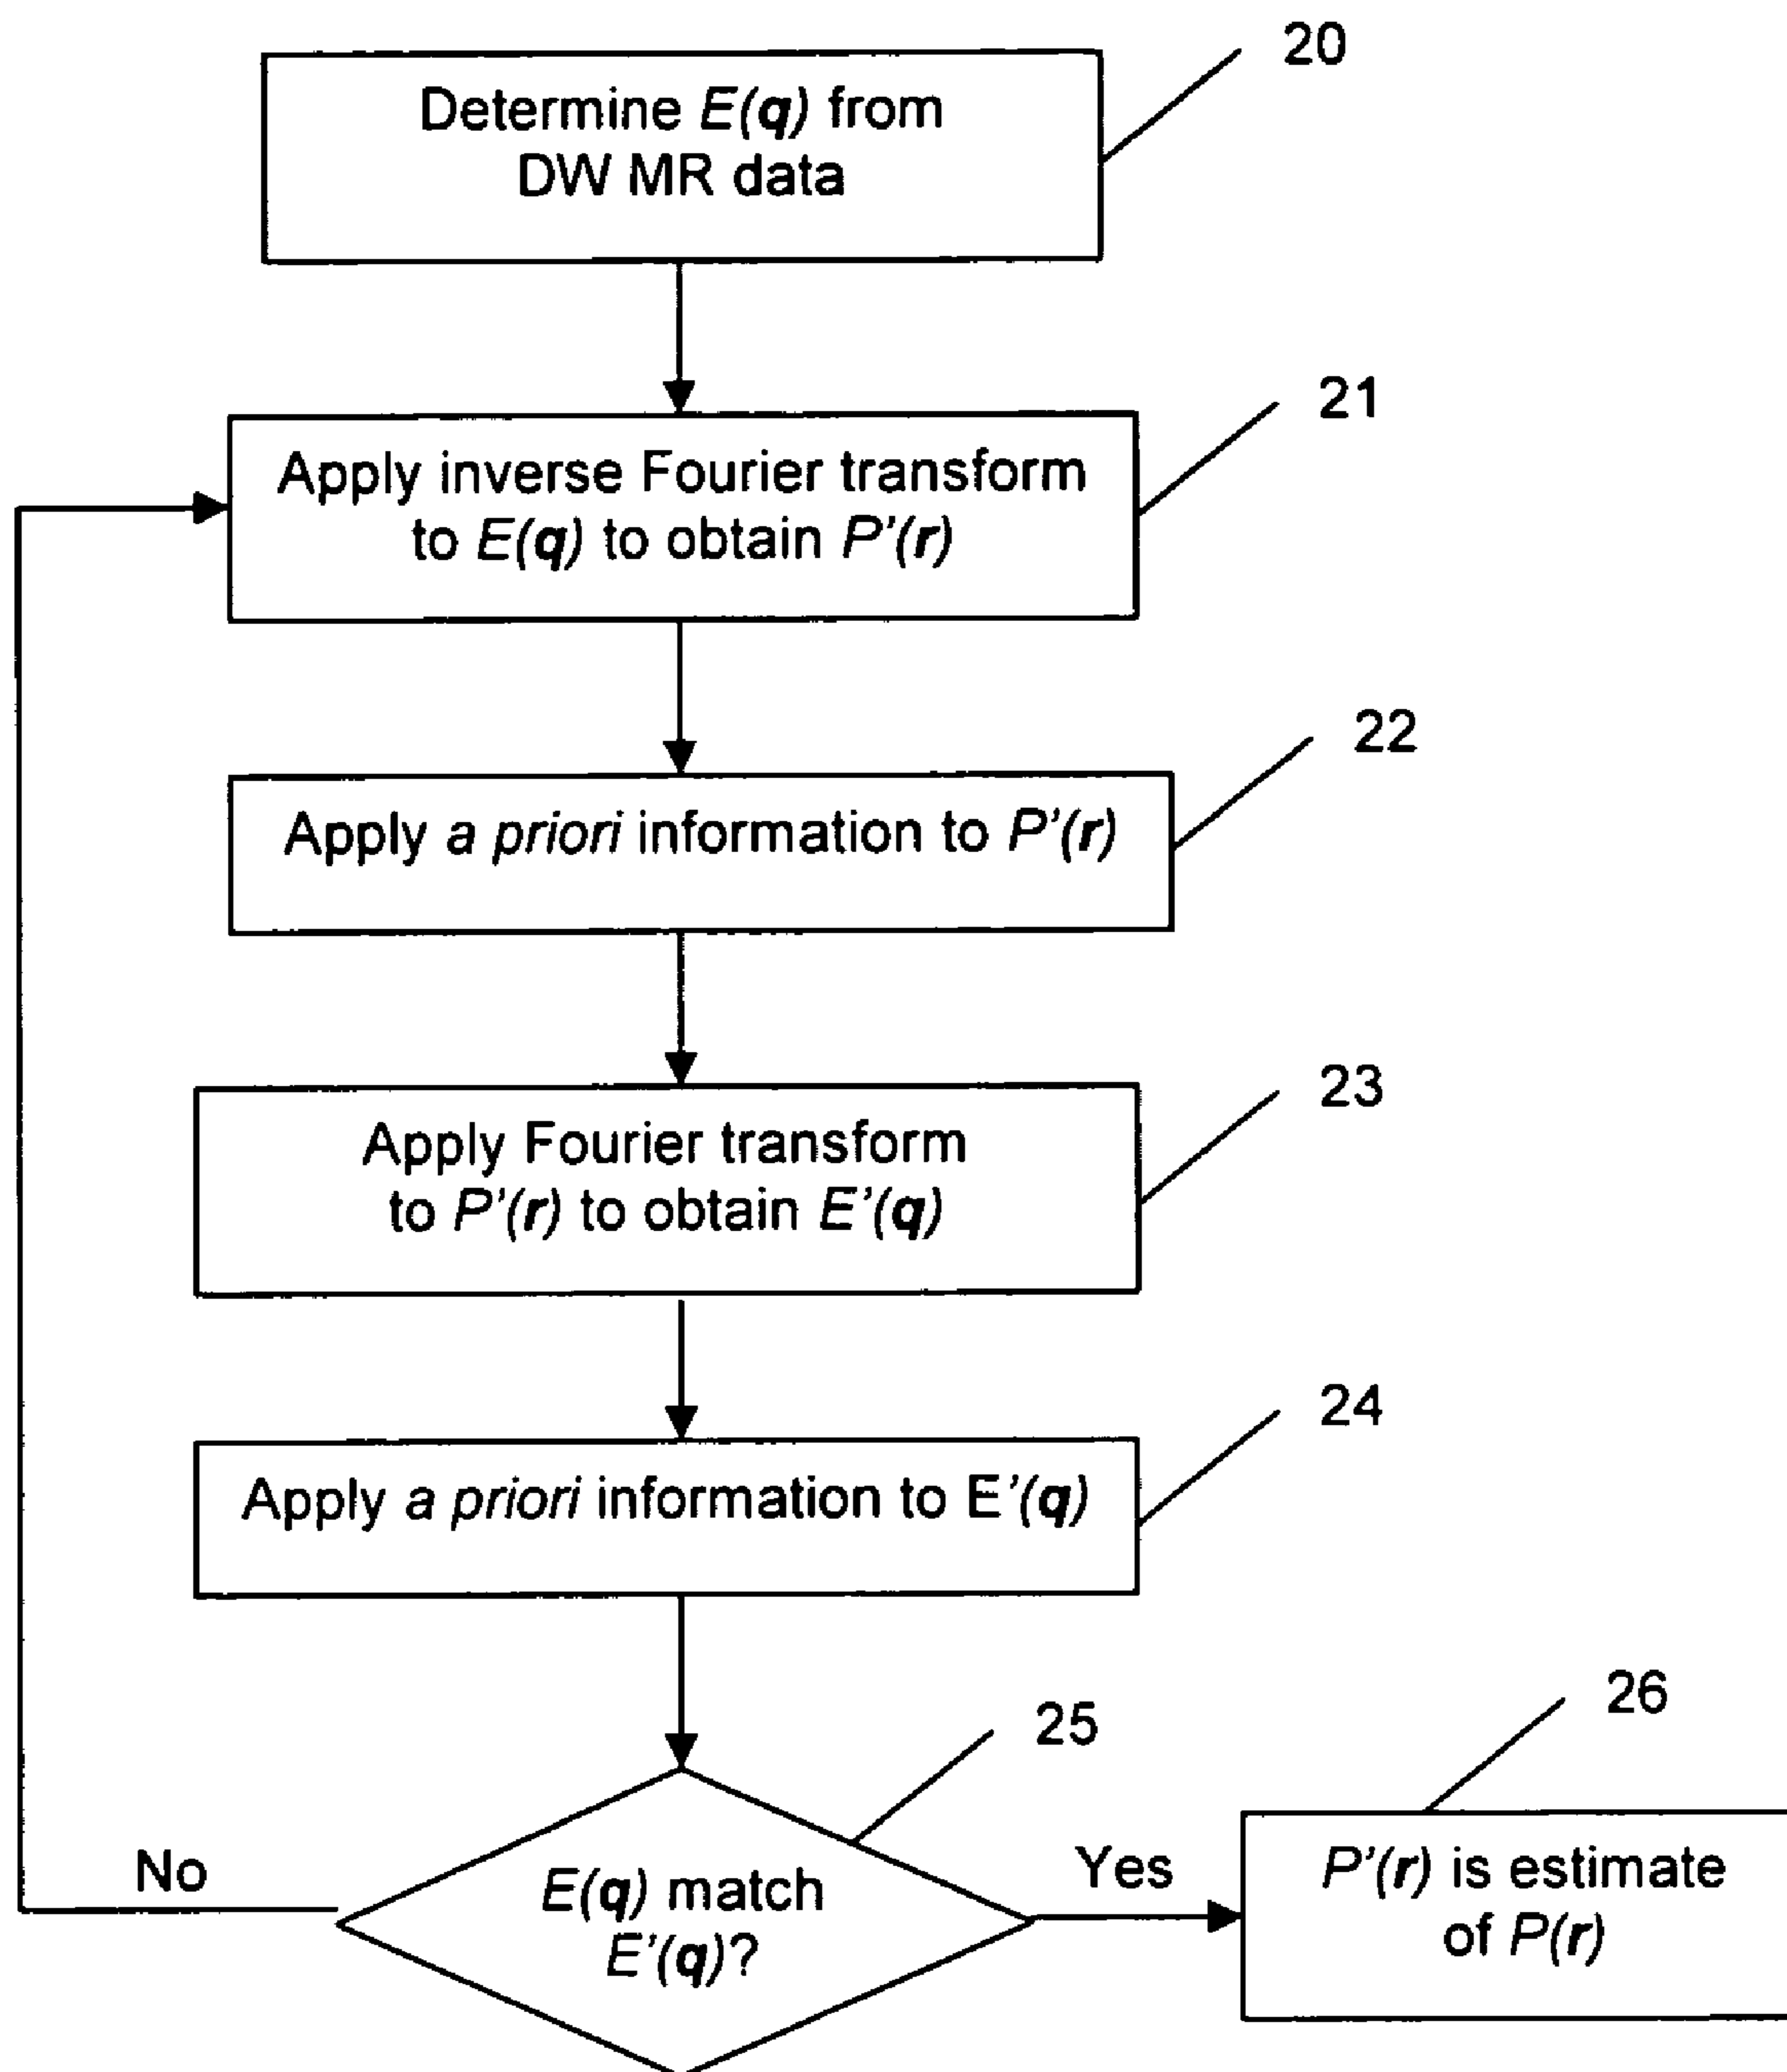 20
Determine E(q) from
DW MR data
21
Apply inverse Fourier transform
to E(q) to obtain P'(r)
22
Apply a priori information to P'(r)
23
Apply Fourier transform
to P'(r) to obtain E'(q)
24
Apply a priori information to E'(q)
25
26
No
E(q) match
E'(q)?
Yes
P'(r) is estimate
of P(r)